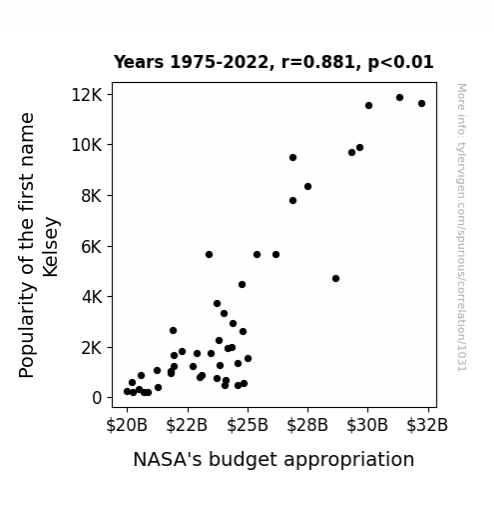 Years 1975-2022, r=0.881, p<0.01
Popularity of the first name
Kelsey
12K
10K
8K
6K
4K
2K
0
$20B $22B $25B $28B $30B $32B
NASA's budget appropriation
More info: tylervigen.com/spurious/correlation/1031